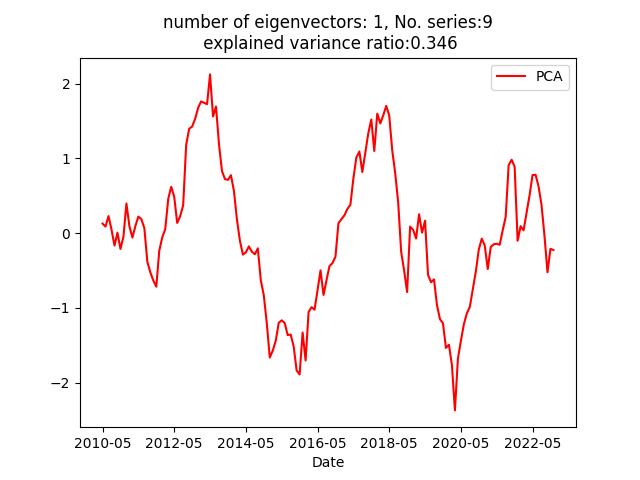 number of eigenvectors: 1, No. series:9
explained variance ratio:0.346
PCA
2
1
0
−1
−2
2010-05 2012-05 2014-05 2016-05 2018-05 2020-05 2022-05
Date